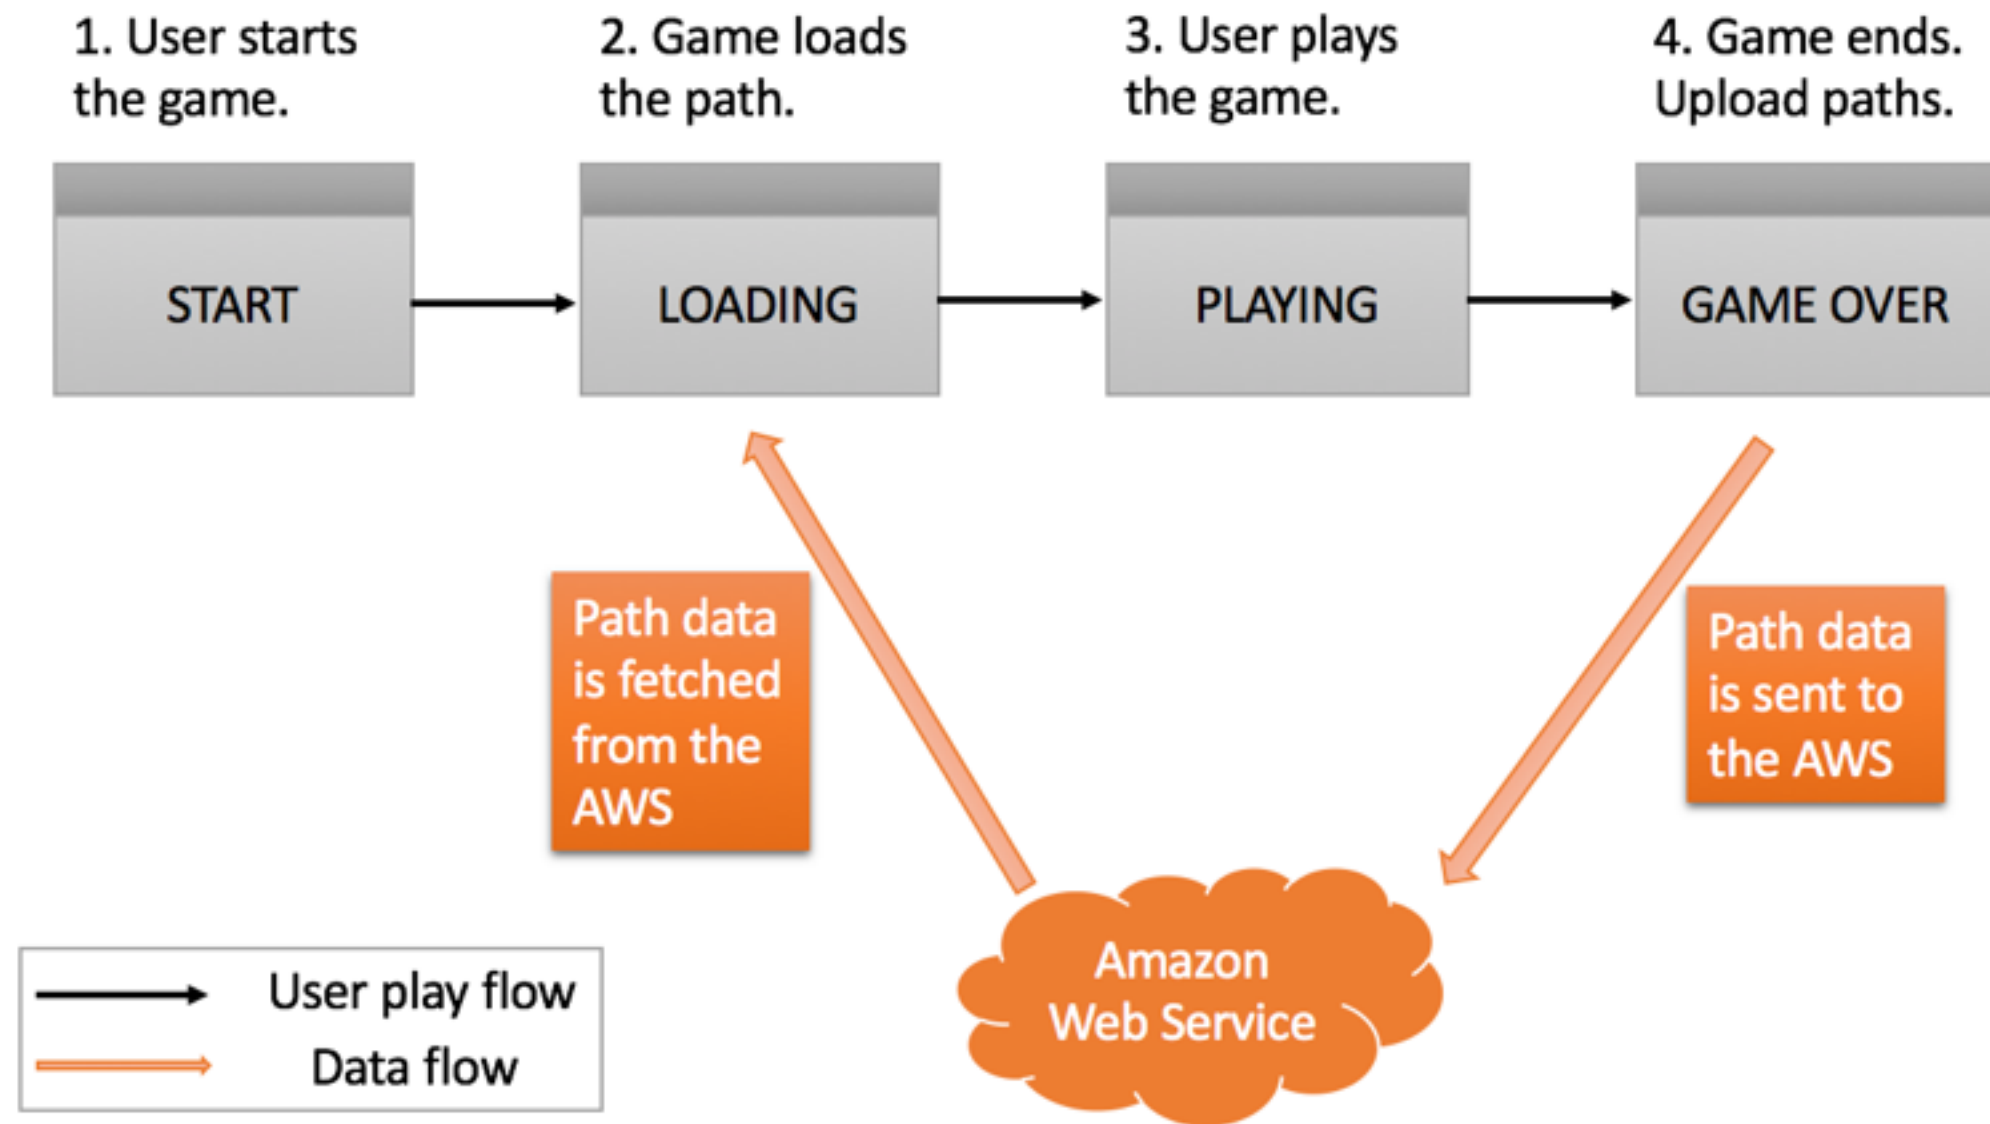 1. User starts
the game.
2. Game loads
the path.
3. User plays
the game.
4. Game ends.
Upload paths.
START
LOADING
PLAYING
GAME OVER
Path data
is fetched
from the
AWS
Path data
is sent to
the AWS
Amazon
Web Service
User play flow
Data flow